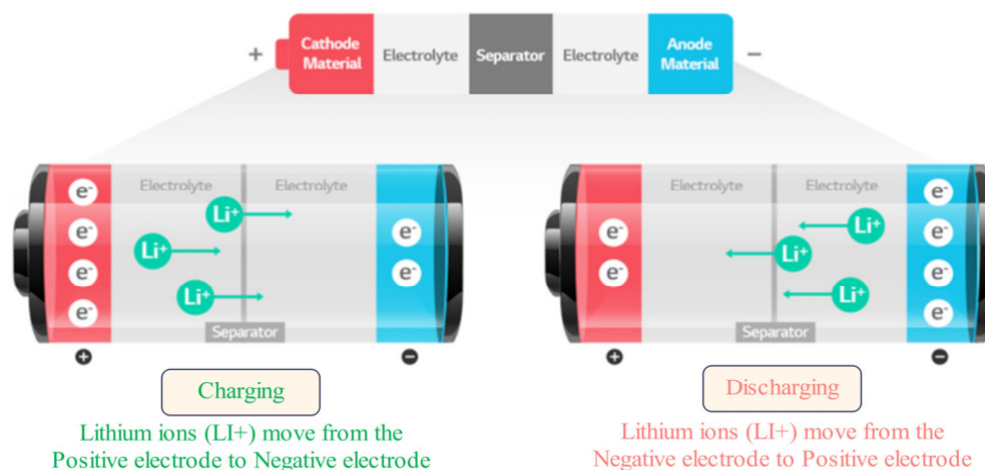 +
Cathode
Material
Electrolyte
Separator
Electrolyte
Anode
Material
−
e⁻
e⁻
e⁻
e⁻
Electrolyte
Electrolyte
Li⁺
Li⁺
Li⁺
e⁻
e⁻
Separator
+
−
Charging
Lithium ions (LI+) move from the
Positive electrode to Negative electrode
e⁻
e⁻
Electrolyte
Electrolyte
Li⁺
Li⁺
Li⁺
e⁻
e⁻
e⁻
e⁻
Separator
+
−
Discharging
Lithium ions (LI+) move from the
Negative electrode to Positive electrode